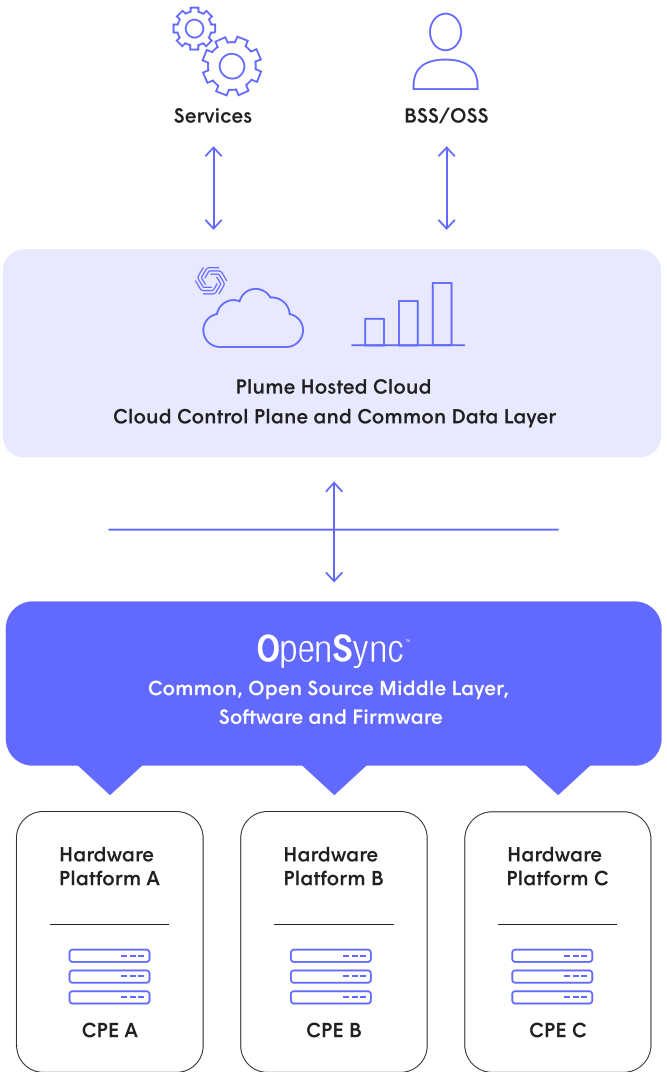 Services
BSS/OSS
Plume Hosted Cloud
Cloud Control Plane and Common Data Layer
OpenSync™
Common, Open Source Middle Layer,
Software and Firmware
Hardware
Platform A
CPE A
Hardware
Platform B
CPE B
Hardware
Platform C
CPE C